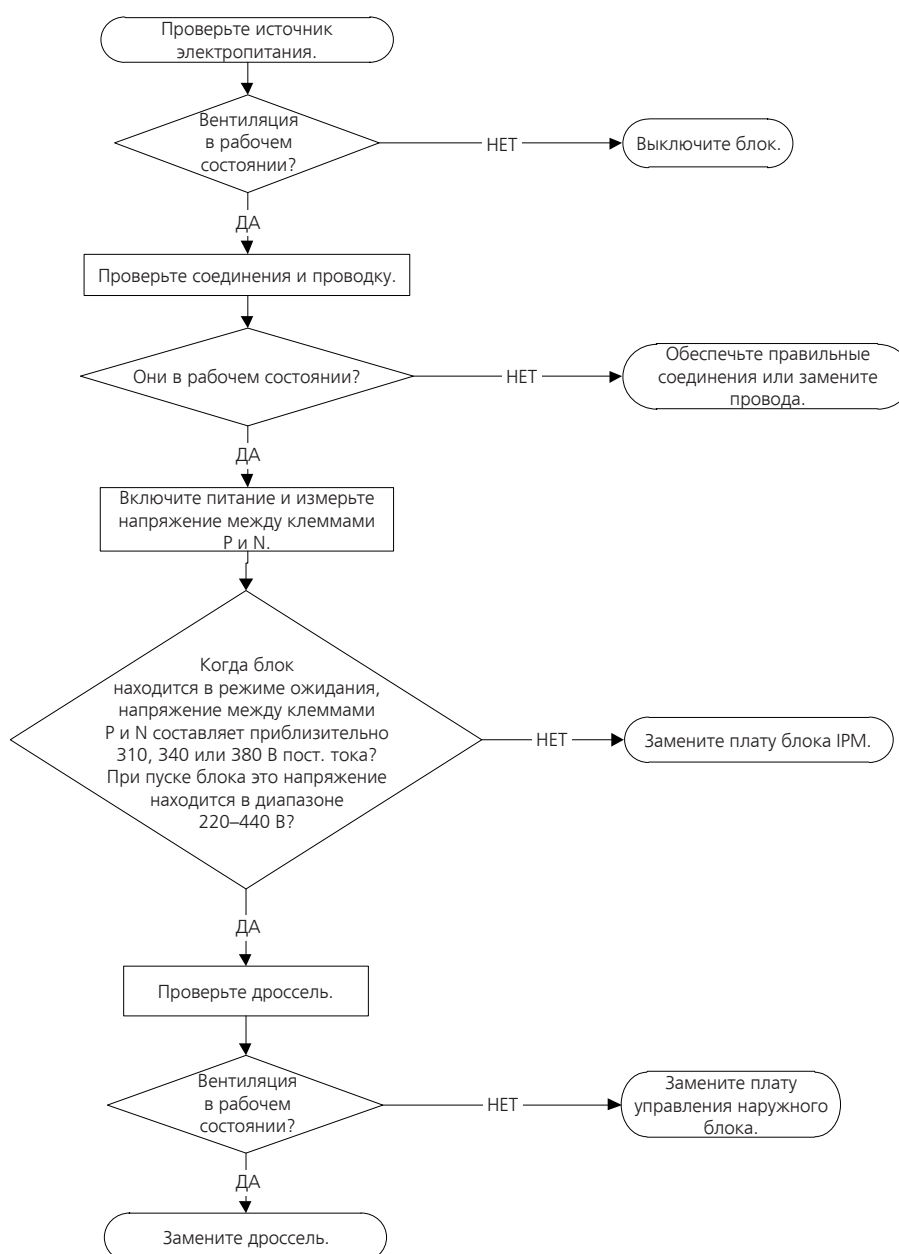 Проверьте источник
электропитания.
Вентиляция
в рабочем
состоянии?
НЕТ
Выключите блок.
ДА
Проверьте соединения и проводку.
Они в рабочем состоянии?
НЕТ
Обеспечьте правильные
соединения или замените
провода.
ДА
Включите питание и измерьте
напряжение между клеммами
P и N.
Когда блок
находится в режиме ожидания,
напряжение между клеммами
P и N составляет приблизительно
310, 340 или 380 В пост. тока?
При пуске блока это напряжение
находится в диапазоне
220–440 В?
НЕТ
Замените плату блока IPM.
ДА
Проверьте дроссель.
Вентиляция
в рабочем
состоянии?
НЕТ
Замените плату
управления наружного
блока.
ДА
Замените дроссель.